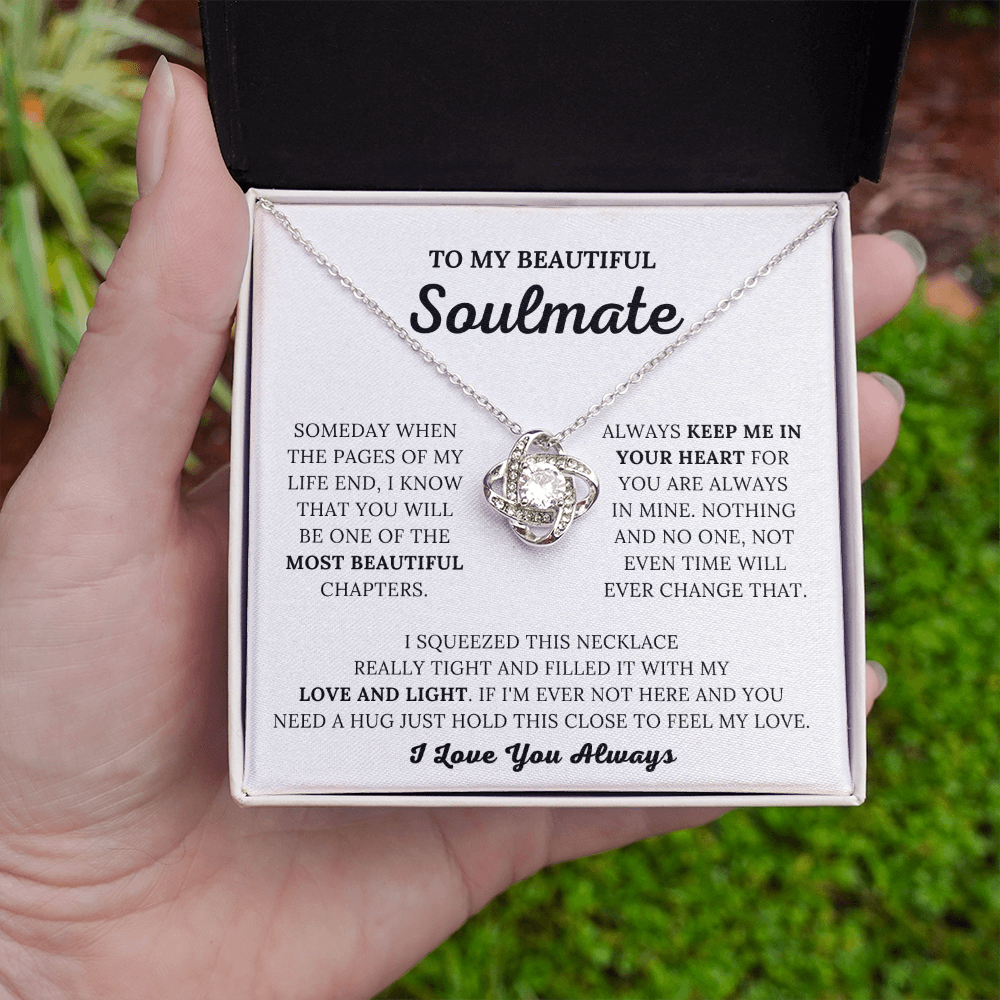 TO MY BEAUTIFUL
Soulmate
SOMEDAY WHEN
THE PAGES OF MY
LIFE END, I KNOW
THAT YOU WILL
BE ONE OF THE
MOST BEAUTIFUL
CHAPTERS.
ALWAYS KEEP ME IN
YOUR HEART FOR
YOU ARE ALWAYS
IN MINE. NOTHING
AND NO ONE, NOT
EVEN TIME WILL
EVER CHANGE THAT.
I SQUEEZED THIS NECKLACE
REALLY TIGHT AND FILLED IT WITH MY
LOVE AND LIGHT. IF I'M EVER NOT HERE AND YOU
NEED A HUG JUST HOLD THIS CLOSE TO FEEL MY LOVE.
I Love You Always